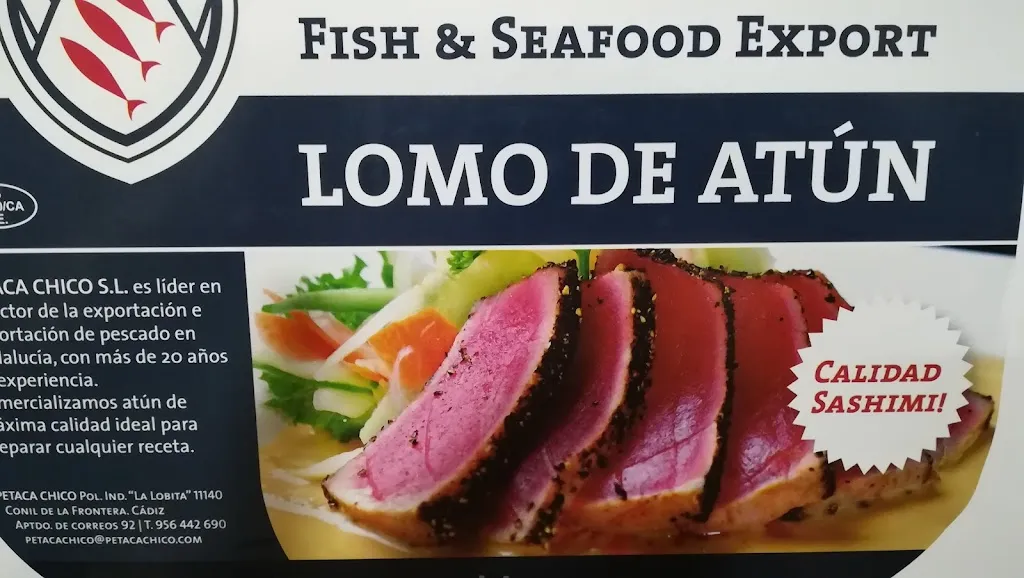 FISH & SEAFOOD EXPORT
LOMO DE ATÚN
/CA
E.
ACA CHICO S.L. es líder en
ctor de la exportación e
ortación de pescado en
alucía, con más de 20 años
experiencia.
mercializamos atún de
áxima calidad ideal para
eparar cualquier receta.
PETACA CHICO POL. IND. "LA LOBITA" 11140
CONIL DE LA FRONTERA. CÁDIZ
APTDO. DE CORREOS 92 | T. 956 442 690
PETACACHICO@PETACACHICO.COM
CALIDAD
SASHIMI!